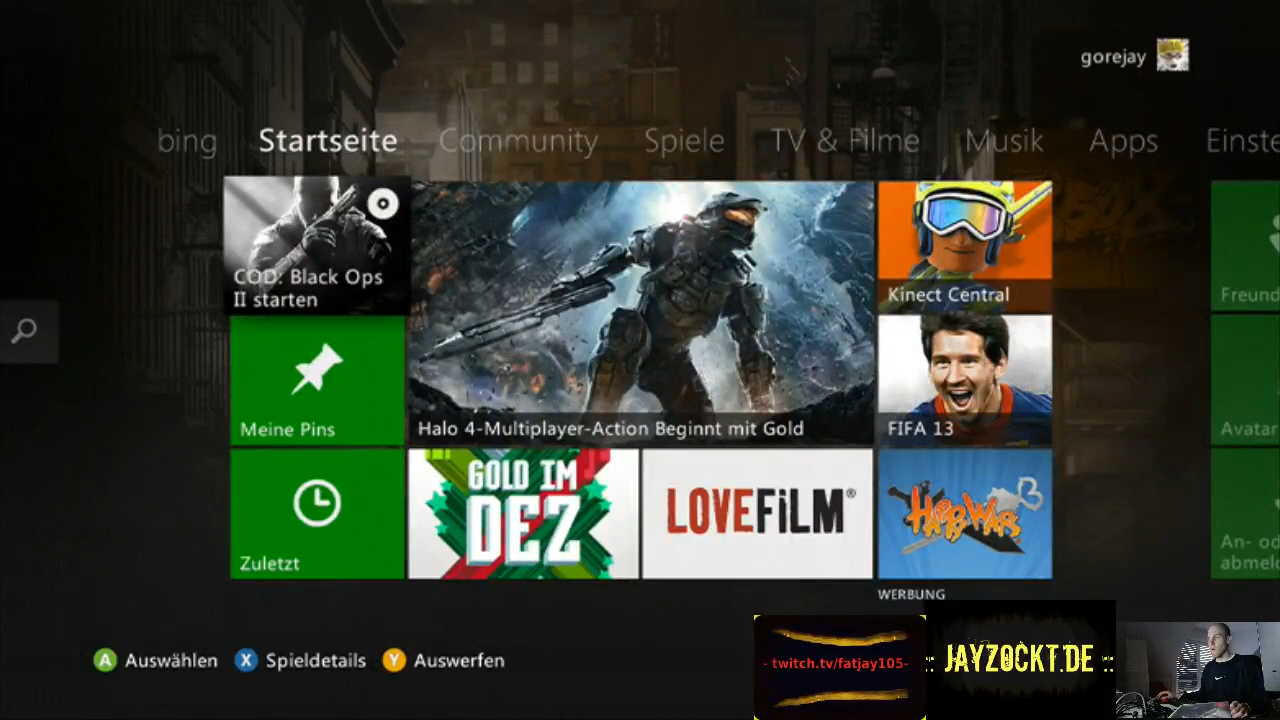 gorejay
bing Startseite Community Spiele TV & Filme Musik Apps Einste
COD: Black Ops
II starten
Kinect Central
Freund
Meine Pins
Halo 4-Multiplayer-Action Beginnt mit Gold
FIFA 13
Avatar
Zuletzt
GOLD IM
DEZ
LOVEFiLM®
HAPPY WARS
An- od
abmeld
WERBUNG
A Auswählen X Spieldetails Y Auswerfen
- twitch.tv/fatjay105-
:: JAYZOCKT.DE ::